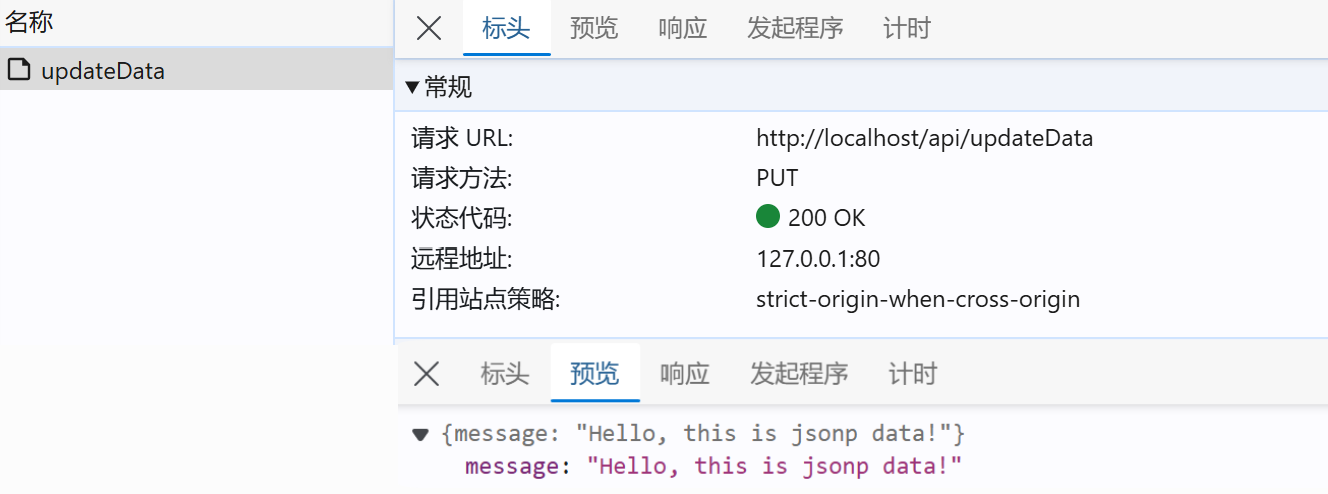 名称
updateData
标头 预览 响应 发起程序 计时
常规
请求 URL: http://localhost/api/updateData
请求方法: PUT
状态代码: 200 OK
远程地址: 127.0.0.1:80
引用站点策略: strict-origin-when-cross-origin
标头 预览 响应 发起程序 计时
{message: "Hello, this is jsonp data!"}
message: "Hello, this is jsonp data!"